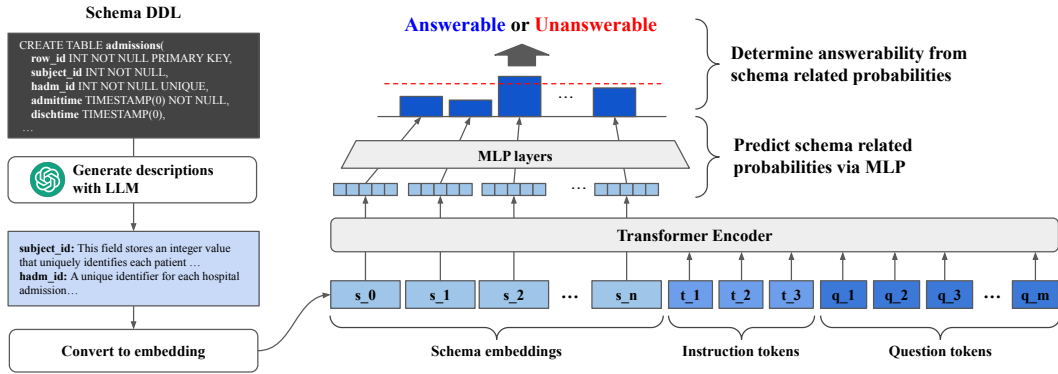 Schema DDL
CREATE TABLE admissions(
row_id INT NOT NULL PRIMARY KEY,
subject_id INT NOT NULL,
hadm_id INT NOT NULL UNIQUE,
admittime TIMESTAMP(0) NOT NULL,
dischtime TIMESTAMP(0),
...
Generate descriptions
with LLM
subject_id: This field stores an integer value
that uniquely identifies each patient ...
hadm_id: A unique identifier for each hospital
admission...
Convert to embedding
Answerable or Unanswerable
...
Determine answerability from
schema related probabilities
MLP layers
...
Predict schema related
probabilities via MLP
Transformer Encoder
s_0 s_1 s_2 ... s_n t_1 t_2 t_3 q_1 q_2 q_3 ... q_m
Schema embeddings Instruction tokens Question tokens